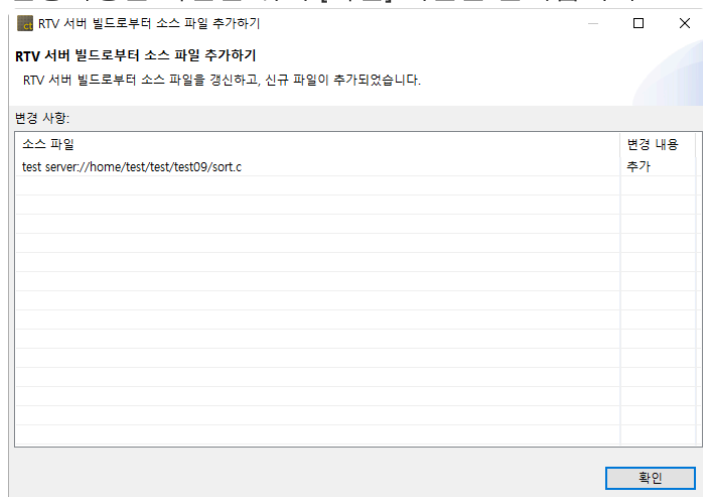 ct RTV 서버 빌드로부터 소스 파일 추가하기
RTV 서버 빌드로부터 소스 파일 추가하기
RTV 서버 빌드로부터 소스 파일을 갱신하고, 신규 파일이 추가되었습니다.
변경 사항:
소스 파일 변경 내용
test server://home/test/test/test09/sort.c 추가
확인